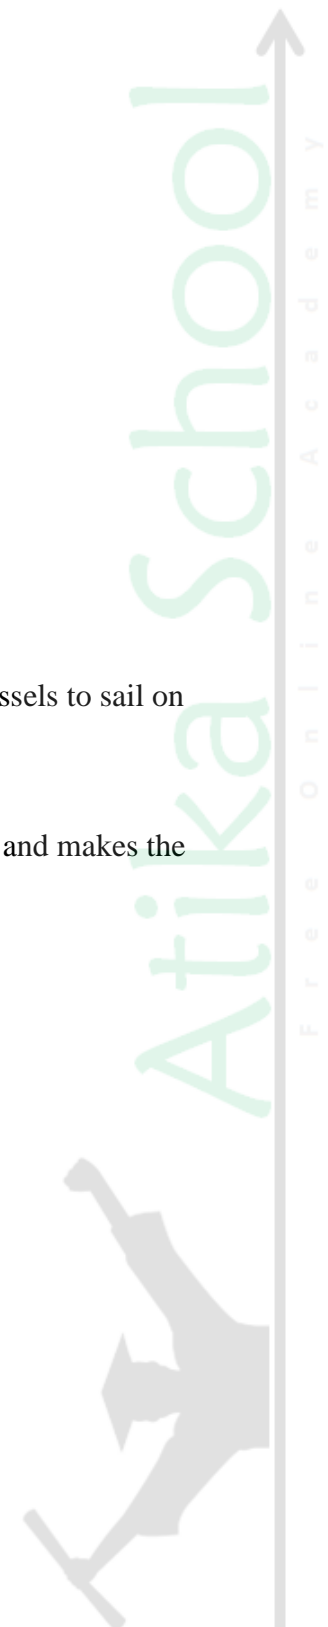 ssels to sail on
and makes the
Atika School
Free Online Academy